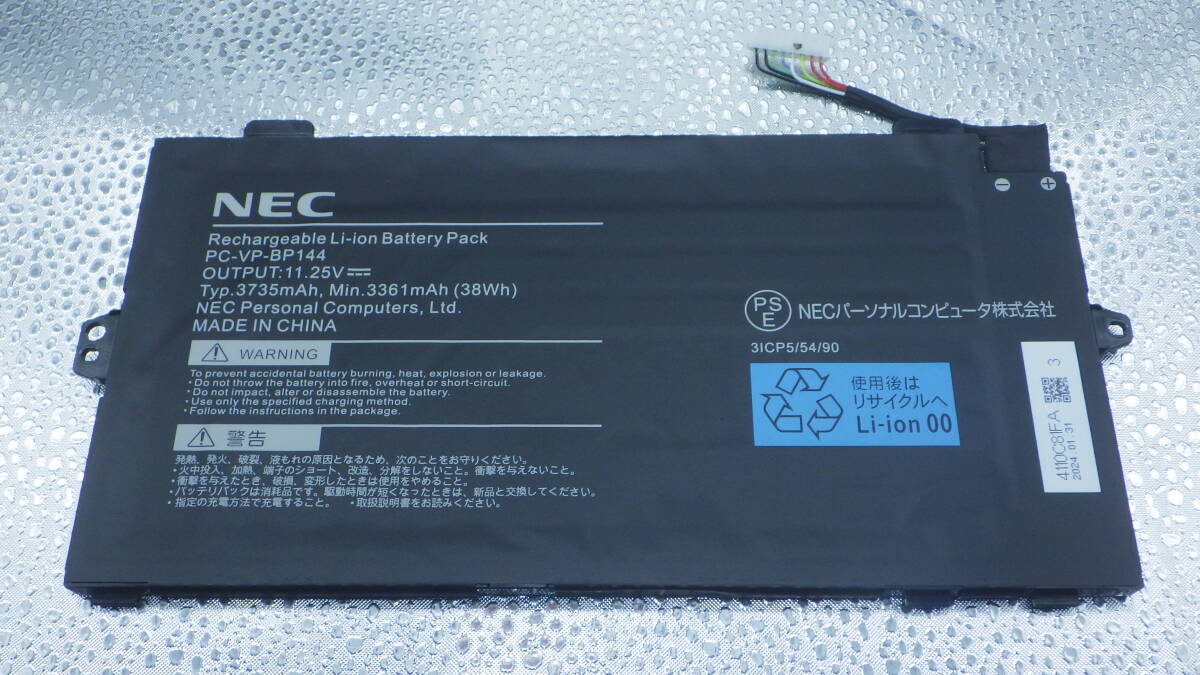 NEC
Rechargeable Li-ion Battery Pack
PC-VP-BP144
OUTPUT:11.25V
Typ.3735mAh, Min.3361mAh (38Wh)
NEC Personal Computers, Ltd.
MADE IN CHINA
WARNING
To prevent accidental battery burning, heat, explosion or leakage.
・Do not throw the battery into fire, overheat or short-circuit.
・Do not impact, alter or disassemble the battery.
・Use only the specified charging method.
・Follow the instructions in the package.
警告
発熱、発火、破裂、液もれの原因となるため、次のことをお守りください。
・火中投入、加熱、端子のショート、改造、分解をしないこと。衝撃を与えないこと。
・衝撃を与えたとき、破損、変形したときは使用をやめること。
・バッテリパックは消耗品です。駆動時間が短くなったときは、新品と交換してください。
・指定の充電方法で充電すること。 ・取扱説明書をお読みください。
− +
PSE NECパーソナルコンピュータ株式会社
3ICP5/54/90
使用後は
リサイクルへ
Li-ion 00
3
411DC81FA
2024 01 31